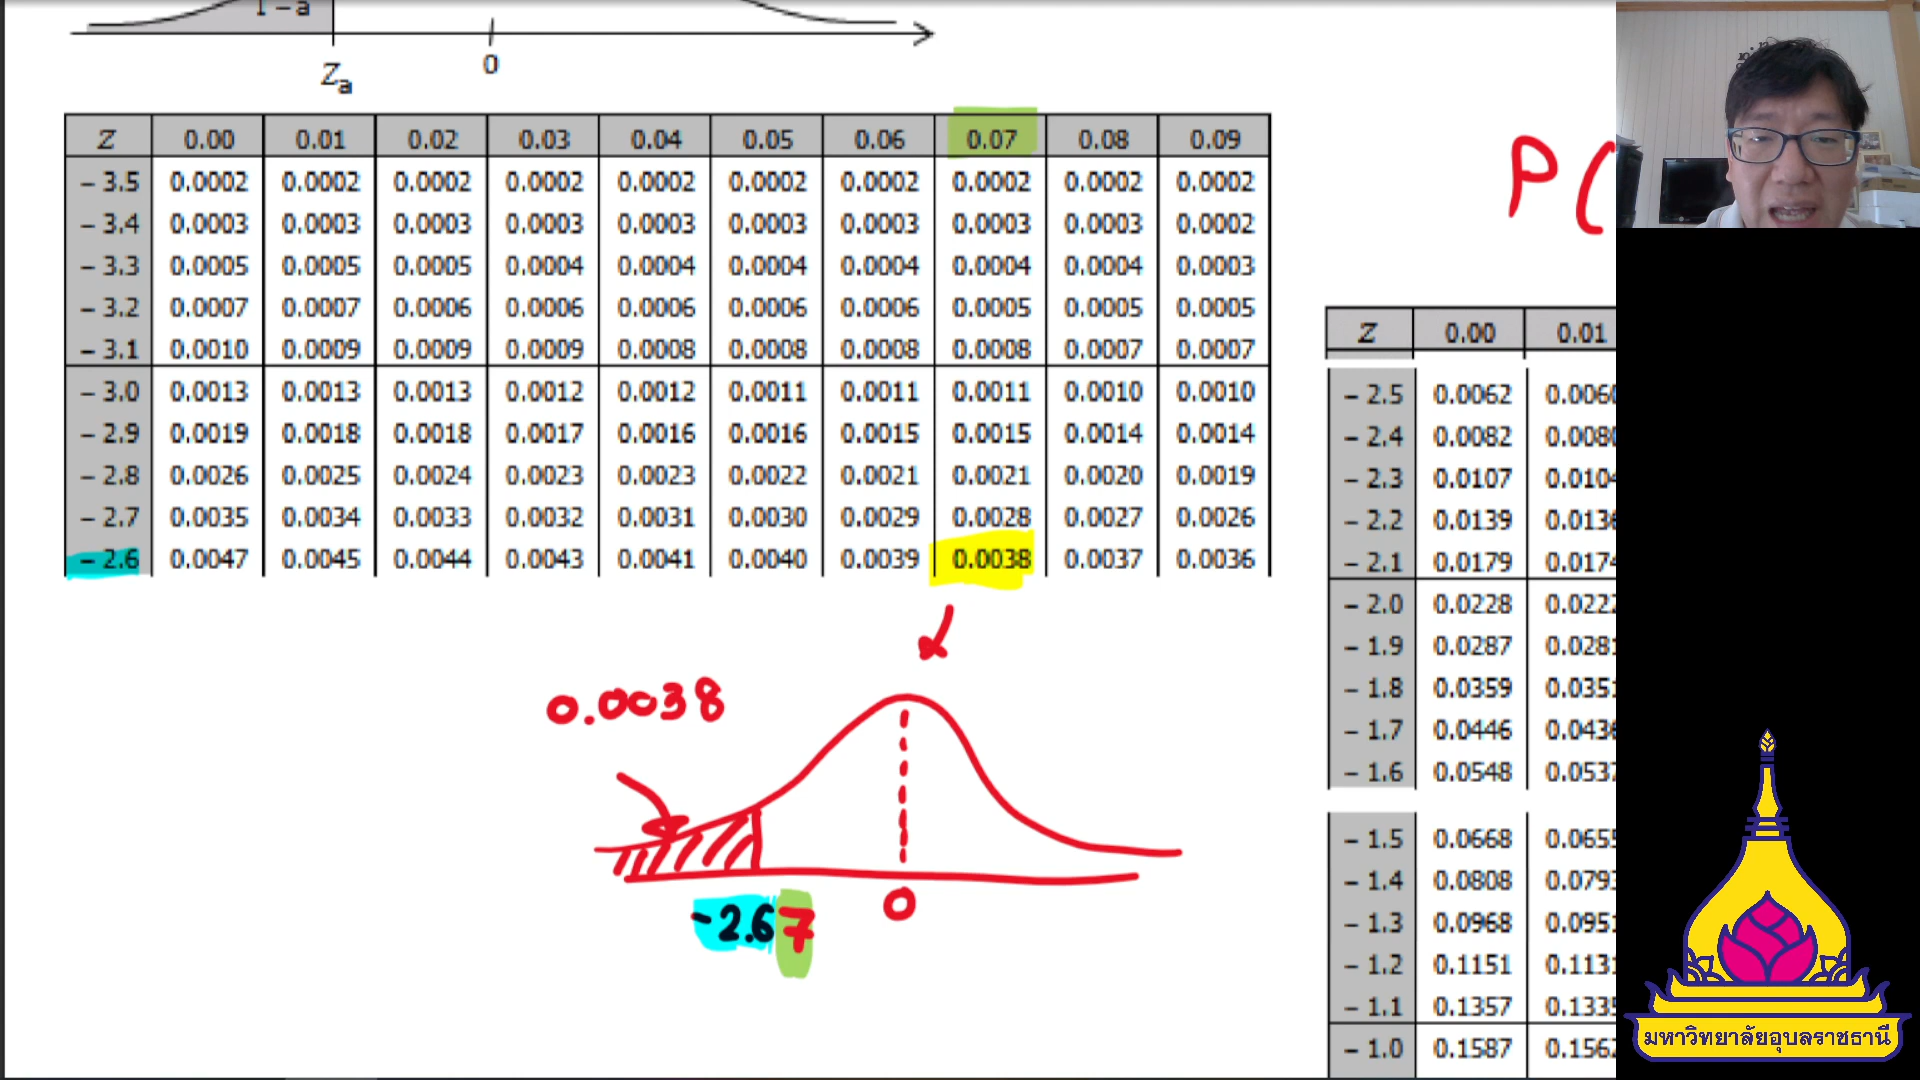 1 – a
Za
0
Z 0.00 0.01 0.02 0.03 0.04 0.05 0.06 0.07 0.08 0.09
– 3.5 0.0002 0.0002 0.0002 0.0002 0.0002 0.0002 0.0002 0.0002 0.0002 0.0002
– 3.4 0.0003 0.0003 0.0003 0.0003 0.0003 0.0003 0.0003 0.0003 0.0003 0.0002
– 3.3 0.0005 0.0005 0.0005 0.0004 0.0004 0.0004 0.0004 0.0004 0.0004 0.0003
– 3.2 0.0007 0.0007 0.0006 0.0006 0.0006 0.0006 0.0006 0.0005 0.0005 0.0005
– 3.1 0.0010 0.0009 0.0009 0.0009 0.0008 0.0008 0.0008 0.0008 0.0007 0.0007
– 3.0 0.0013 0.0013 0.0013 0.0012 0.0012 0.0011 0.0011 0.0011 0.0010 0.0010
– 2.9 0.0019 0.0018 0.0018 0.0017 0.0016 0.0016 0.0015 0.0015 0.0014 0.0014
– 2.8 0.0026 0.0025 0.0024 0.0023 0.0023 0.0022 0.0021 0.0021 0.0020 0.0019
– 2.7 0.0035 0.0034 0.0033 0.0032 0.0031 0.0030 0.0029 0.0028 0.0027 0.0026
– 2.6 0.0047 0.0045 0.0044 0.0043 0.0041 0.0040 0.0039 0.0038 0.0037 0.0036
0.0038
-2.67
0
P(
Z 0.00 0.01
– 2.5 0.0062
– 2.4 0.0082
– 2.3 0.0107
– 2.2 0.0139
– 2.1 0.0179
– 2.0 0.0228
– 1.9 0.0287
– 1.8 0.0359
– 1.7 0.0446
– 1.6 0.0548
– 1.5 0.0668
– 1.4 0.0808
– 1.3 0.0968
– 1.2 0.1151
– 1.1 0.1357
– 1.0 0.1587
มหาวิทยาลัยอุบลราชธานี